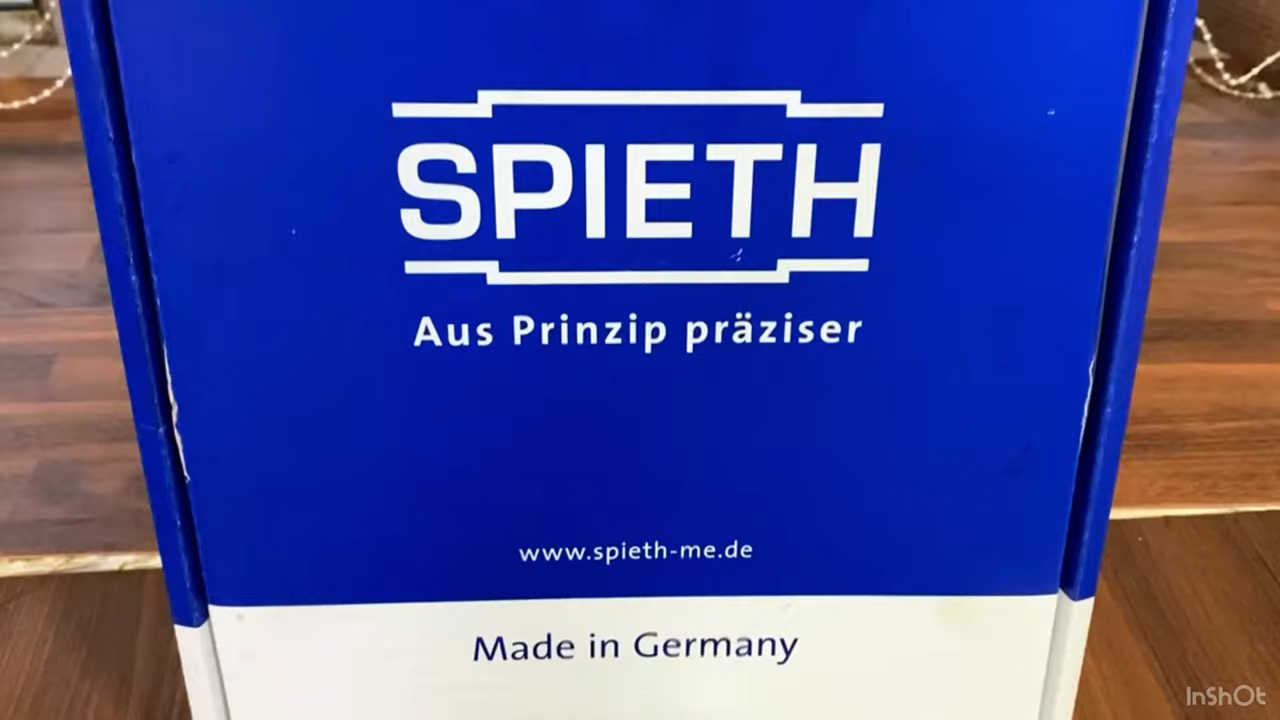 SPIETH
Aus Prinzip präziser
www.spieth-me.de
Made in Germany
InShOt